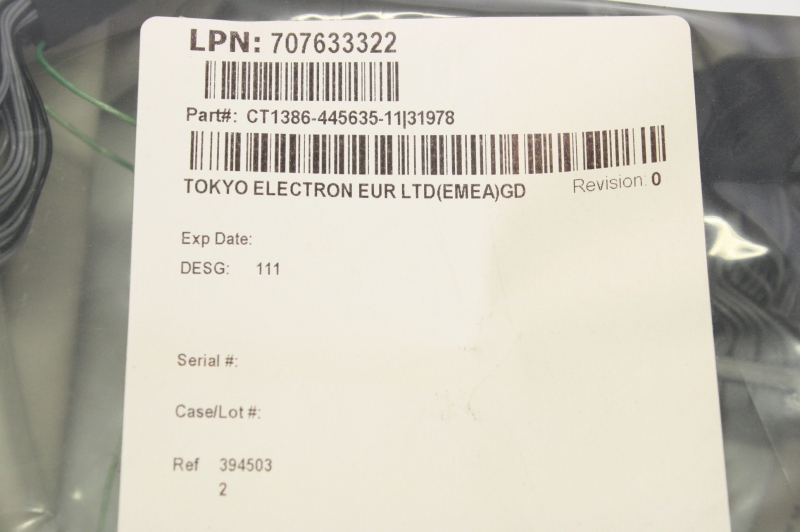 LPN: 707633322
Part#: CT1386-445635-11|31978
TOKYO ELECTRON EUR LTD(EMEA)GD Revision: 0
Exp Date:
DESG: 111
Serial #:
Case/Lot #:
Ref 394503
2